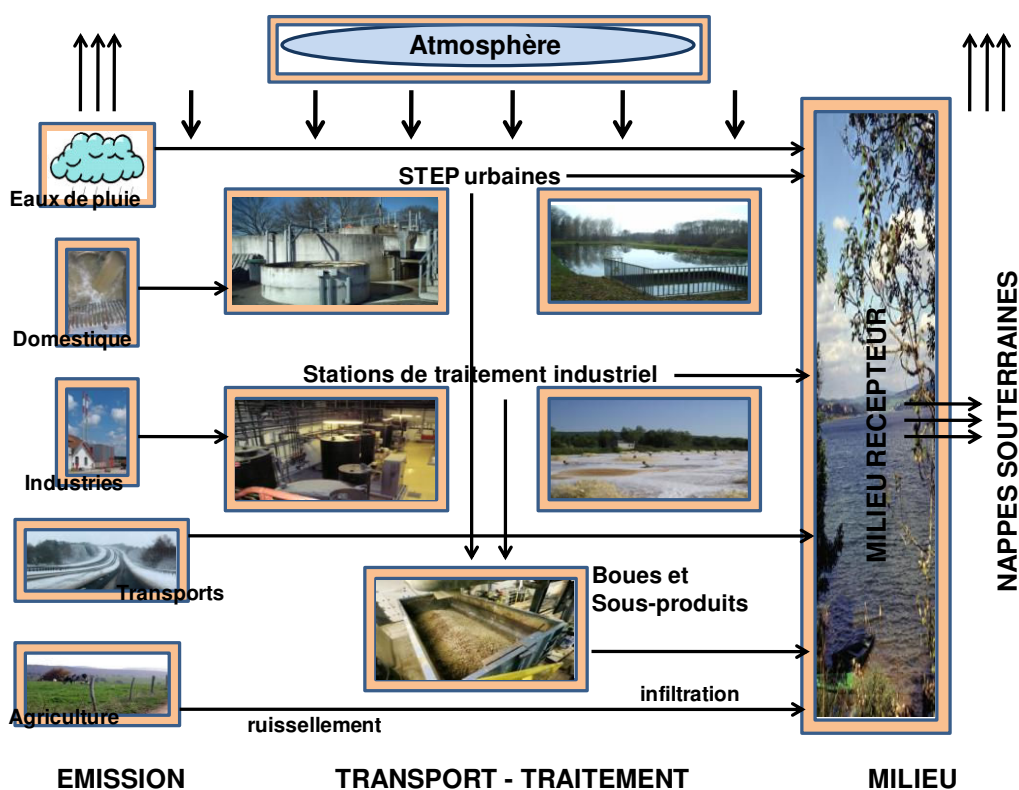 Atmosphère
Eaux de pluie
STEP urbaines
Domestique
Stations de traitement industriel
Industries
MILIEU RECEPTEUR
NAPPES SOUTERRAINES
Transports
Boues et
Sous-produits
Agriculture
ruissellement
infiltration
EMISSION
TRANSPORT - TRAITEMENT
MILIEU